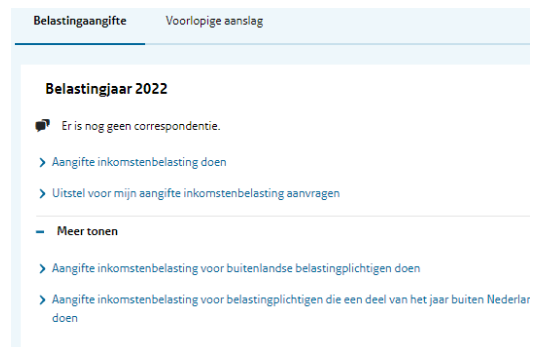 Belastingaangifte Voorlopige aanslag
Belastingjaar 2022
Er is nog geen correspondentie.
Aangifte inkomstenbelasting doen
Uitstel voor mijn aangifte inkomstenbelasting aanvragen
Meer tonen
Aangifte inkomstenbelasting voor buitenlandse belastingplichtigen doen
Aangifte inkomstenbelasting voor belastingplichtigen die een deel van het jaar buiten
doen